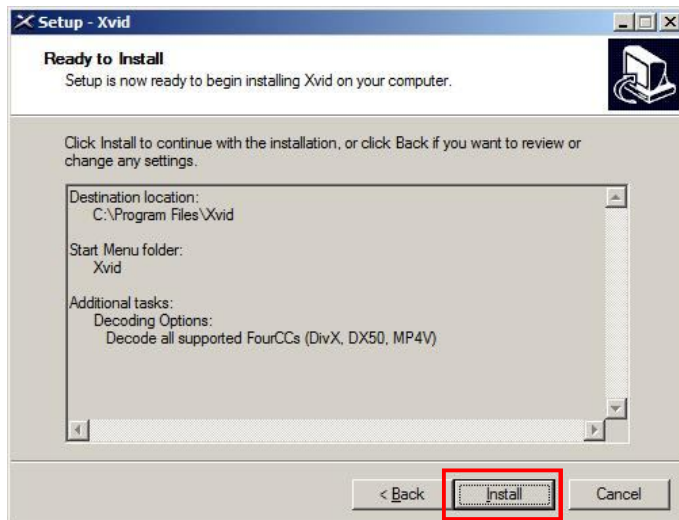 Setup - Xvid
Ready to Install
Setup is now ready to begin installing Xvid on your computer.
Click Install to continue with the installation, or click Back if you want to review or
change any settings.
Destination location:
C:\Program Files\Xvid
Start Menu folder:
Xvid
Additional tasks:
Decoding Options:
Decode all supported FourCCs (DivX, DX50, MP4V)
< Back
Install
Cancel